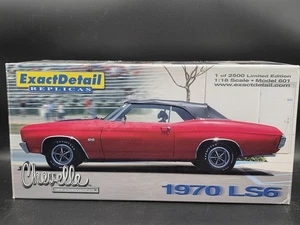 ExactDetail
REPLICAS
1 of 2500 Limited Edition
1:18 Scale • Model 601
www.exactdetail.com
Chevelle
1970 LS6